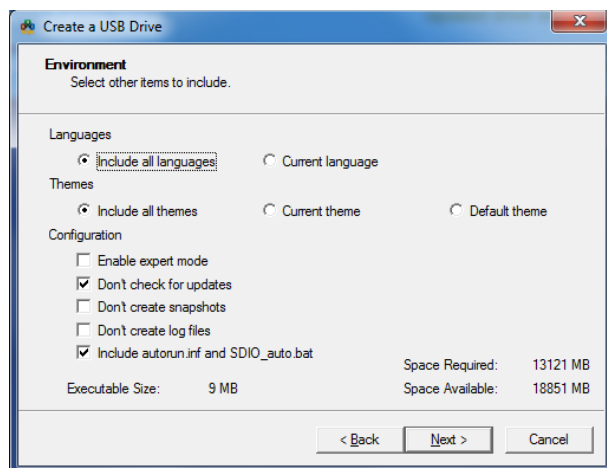 Create a USB Drive
Environment
Select other items to include.
Languages
Include all languages Current language
Themes
Include all themes Current theme Default theme
Configuration
Enable expert mode
Don't check for updates
Don't create snapshots
Don't create log files
Include autorun.inf and SDIO_auto.bat
Space Required: 13121 MB
Executable Size: 9 MB Space Available: 18851 MB
< Back Next > Cancel